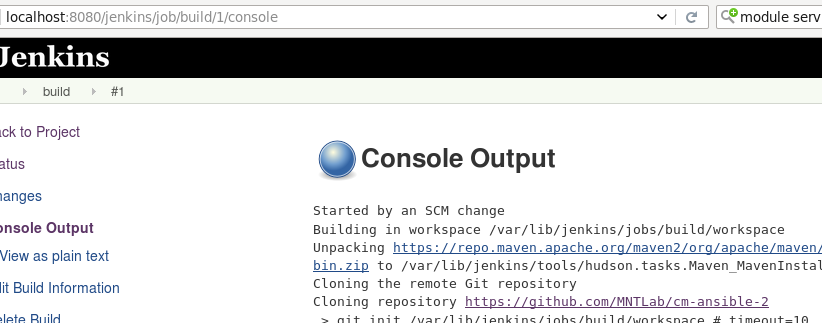 localhost:8080/jenkins/job/build/1/console
module serv
Jenkins
build #1
ack to Project
atus
hanges
onsole Output
View as plain text
dit Build Information
elete Build
Console Output
Started by an SCM change
Building in workspace /var/lib/jenkins/jobs/build/workspace
Unpacking https://repo.maven.apache.org/maven2/org/apache/maven/
bin.zip to /var/lib/jenkins/tools/hudson.tasks.Maven_MavenInstal
Cloning the remote Git repository
Cloning repository https://github.com/MNTLab/cm-ansible-2
> git init /var/lib/jenkins/jobs/build/workspace # timeout=10